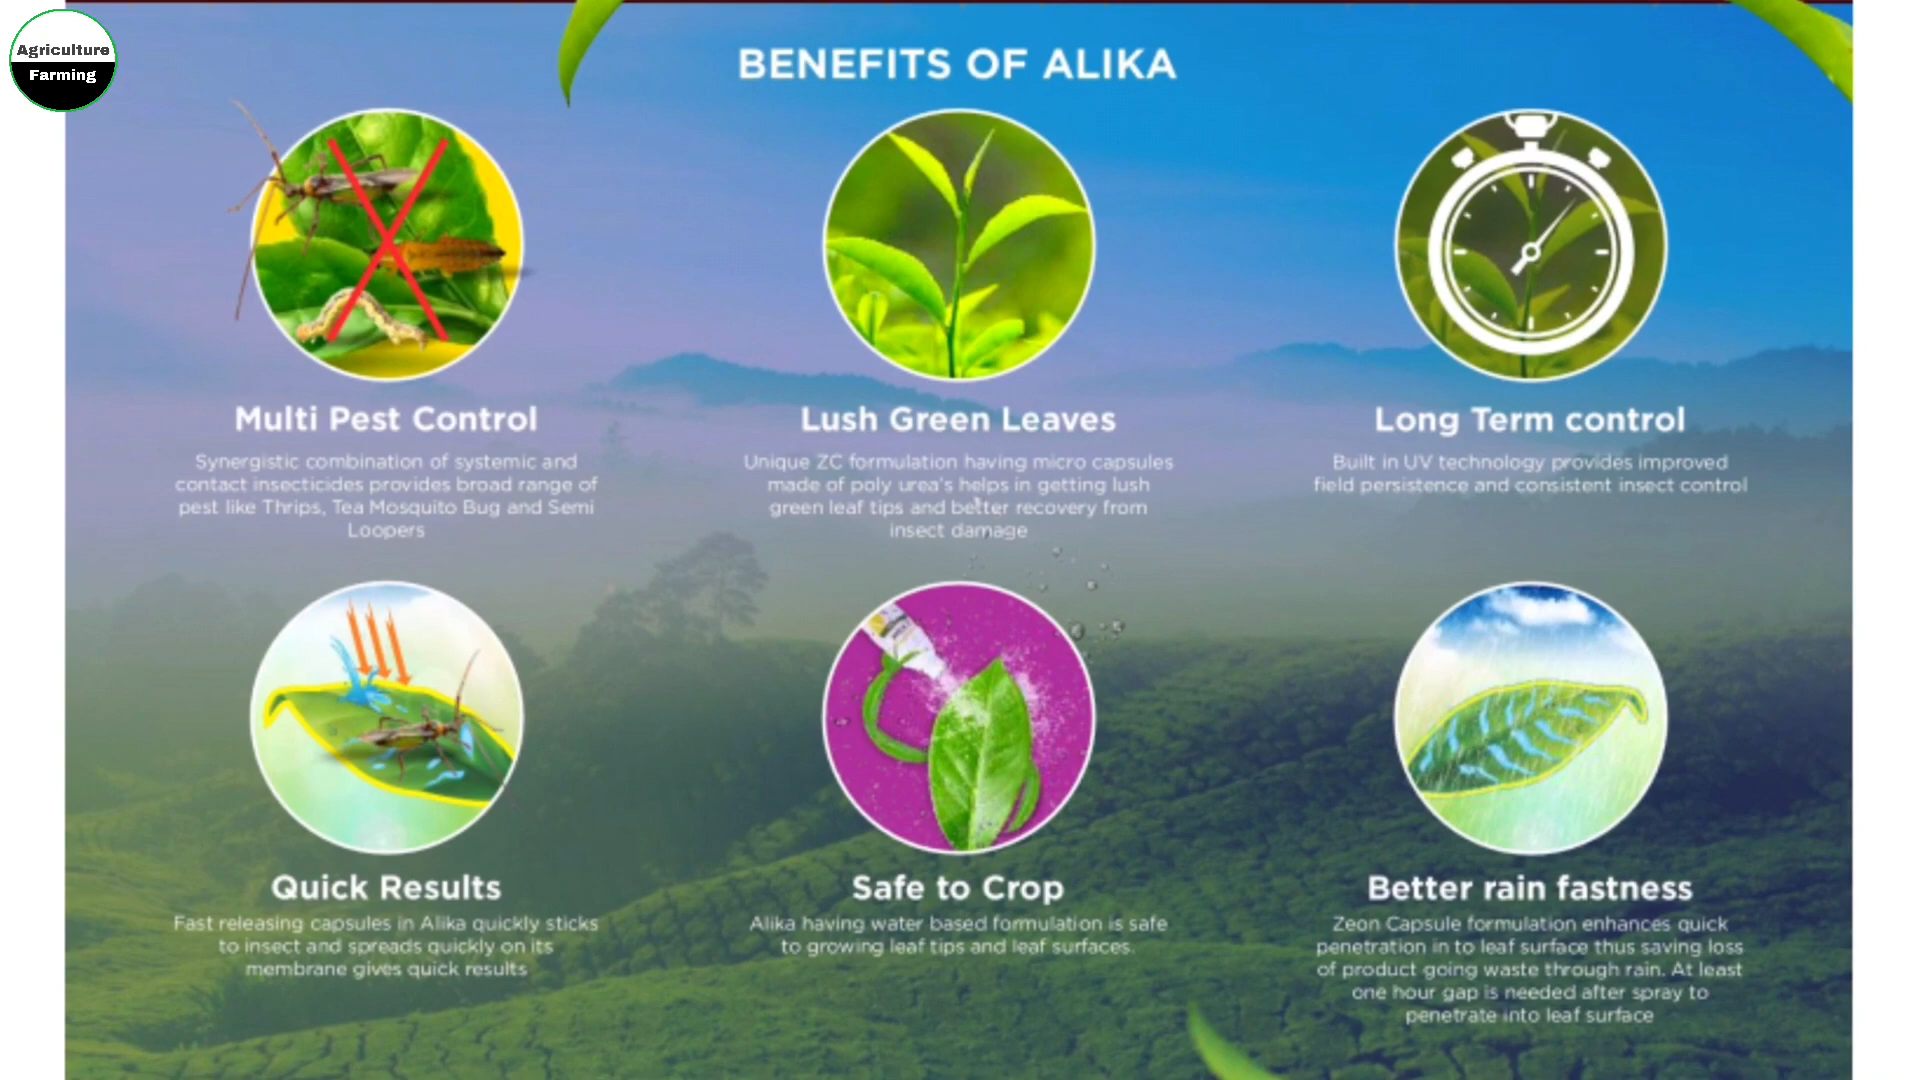 Agriculture
Farming
BENEFITS OF ALIKA
Multi Pest Control
Synergistic combination of systemic and
contact insecticides provides broad range of
pest like Thrips, Tea Mosquito Bug and Semi
Loopers
Lush Green Leaves
Unique ZC formulation having micro capsules
made of poly urea's helps in getting lush
green leaf tips and better recovery from
insect damage
Long Term control
Built in UV technology provides improved
field persistence and consistent insect control
Quick Results
Fast releasing capsules in Alika quickly sticks
to insect and spreads quickly on its
membrane gives quick results
Safe to Crop
Alika having water based formulation is safe
to growing leaf tips and leaf surfaces.
Better rain fastness
Zeon Capsule formulation enhances quick
penetration in to leaf surface thus saving loss
of product going waste through rain. At least
one hour gap is needed after spray to
penetrate into leaf surface